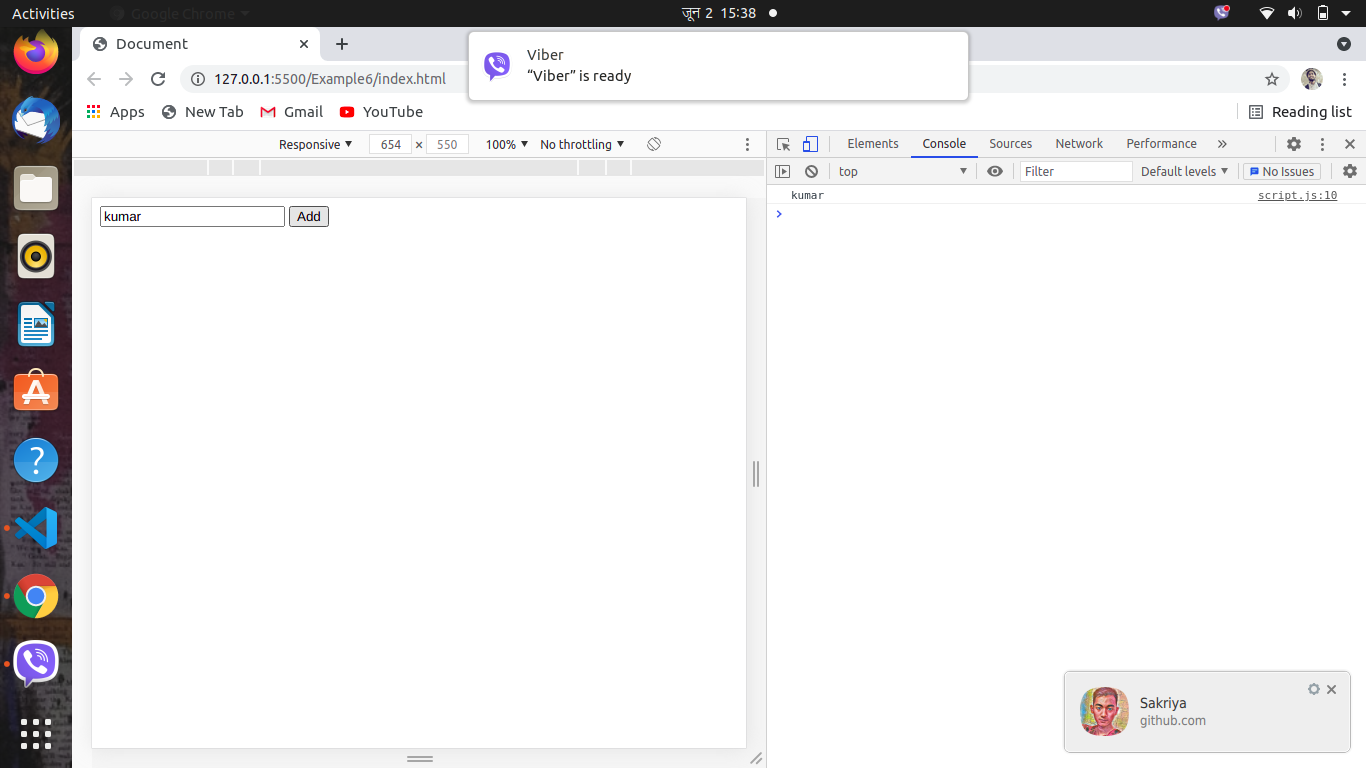 Activities
Google Chrome
जून 2 15:38
Document
Viber
“Viber” is ready
127.0.0.1:5500/Example6/index.html
Apps
New Tab
Gmail
YouTube
Reading list
Responsive
654 × 550
100%
No throttling
Elements
Console
Sources
Network
Performance
»
top
Filter
Default levels
No Issues
kumar
Add
kumar
script.js:10
Sakriya
github.com